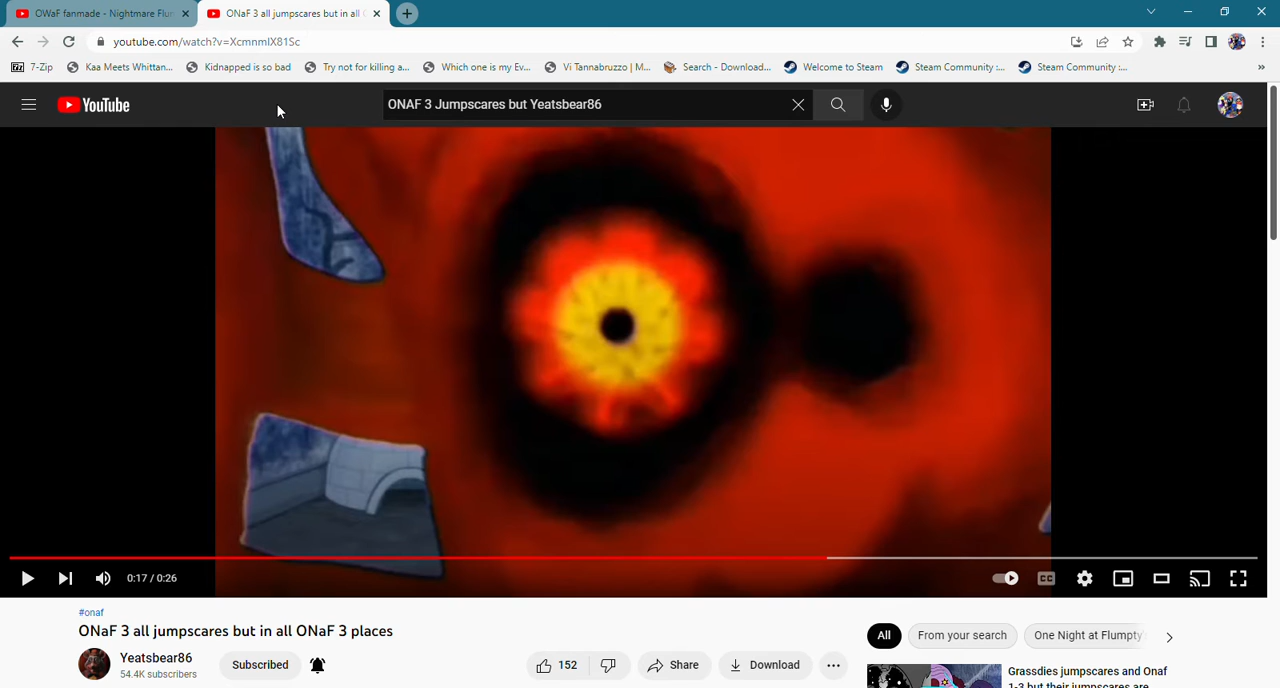 OWaF fanmade - Nightmare Flun
ONaF 3 all jumpscares but in all
youtube.com/watch?v=XcmnmIX81Sc
7-Zip
Kaa Meets Whittan...
Kidnapped is so bad
Try not for killing a...
Which one is my Ev...
Vi Tannabruzzo | M...
Search - Download...
Welcome to Steam
Steam Community :...
Steam Community :...
YouTube
ONAF 3 Jumpscares but Yeatsbear86
0:17 / 0:26
CC
#onaf
ONaF 3 all jumpscares but in all ONaF 3 places
Yeatsbear86
54.4K subscribers
Subscribed
152
Share
Download
All
From your search
One Night at Flumpty'
Grassdies jumpscares and Onaf
1-3 but their jumpscares are